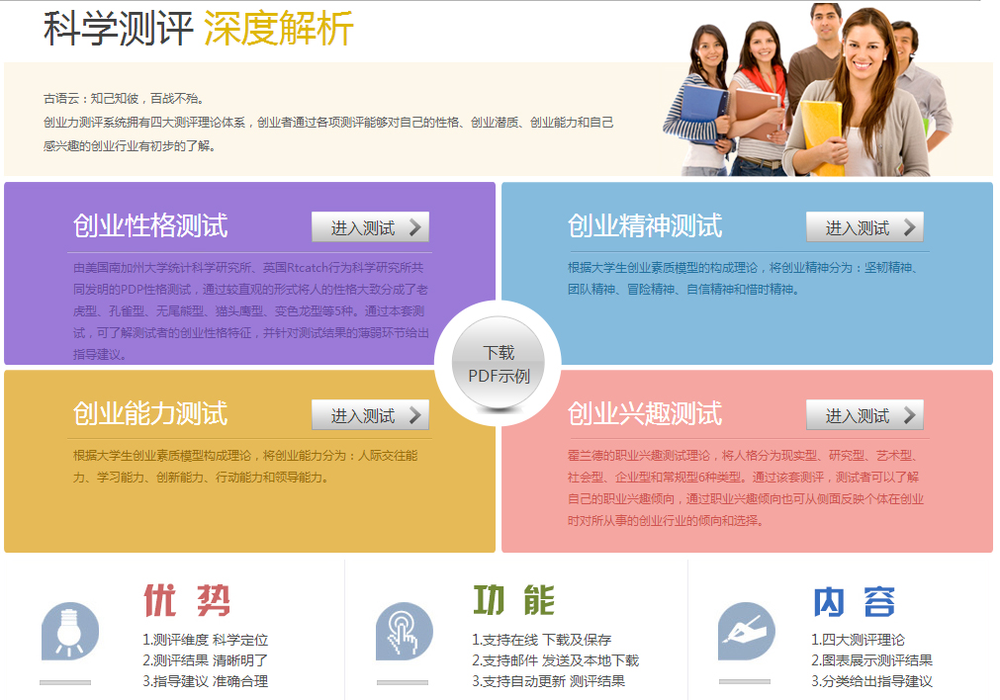 科学测评 深度解析
古语云：知己知彼，百战不殆。
创业力测评系统拥有四大测评理论体系，创业者通过各项测评能够对自己的性格、创业潜质、创业能力和自己
感兴趣的创业行业有初步的了解。
创业性格测试
进入测试
由美国南加州大学统计科学研究所、英国Rtcatch行为科学研究所共
同发明的PDP性格测试，通过较直观的形式将人的性格大致分成了老
虎型、孔雀型、无尾熊型、猫头鹰型、变色龙型等5种。通过本套测
试，可了解测试者的创业性格特征，并针对测试结果的薄弱环节给出
指导建议。
创业精神测试
进入测试
根据大学生创业素质模型的构成理论，将创业精神分为：坚韧精神、
团队精神、冒险精神、自信精神和惜时精神。
下载
PDF示例
创业能力测试
进入测试
根据大学生创业素质模型构成理论，将创业能力分为：人际交往能
力、学习能力、创新能力、行动能力和领导能力。
创业兴趣测试
进入测试
霍兰德的职业兴趣测试理论，将人格分为现实型、研究型、艺术型、
社会型、企业型和常规型6种类型。通过该套测评，测试者可以了解
自己的职业兴趣倾向，通过职业兴趣倾向也可从侧面反映个体在创业
时对所从事的创业行业的倾向和选择。
优势
1.测评维度 科学定位
2.测评结果 清晰明了
3.指导建议 准确合理
功能
1.支持在线 下载及保存
2.支持邮件 发送及本地下载
3.支持自动更新 测评结果
内容
1.四大测评理论
2.图表展示测评结果
3.分类给出指导建议